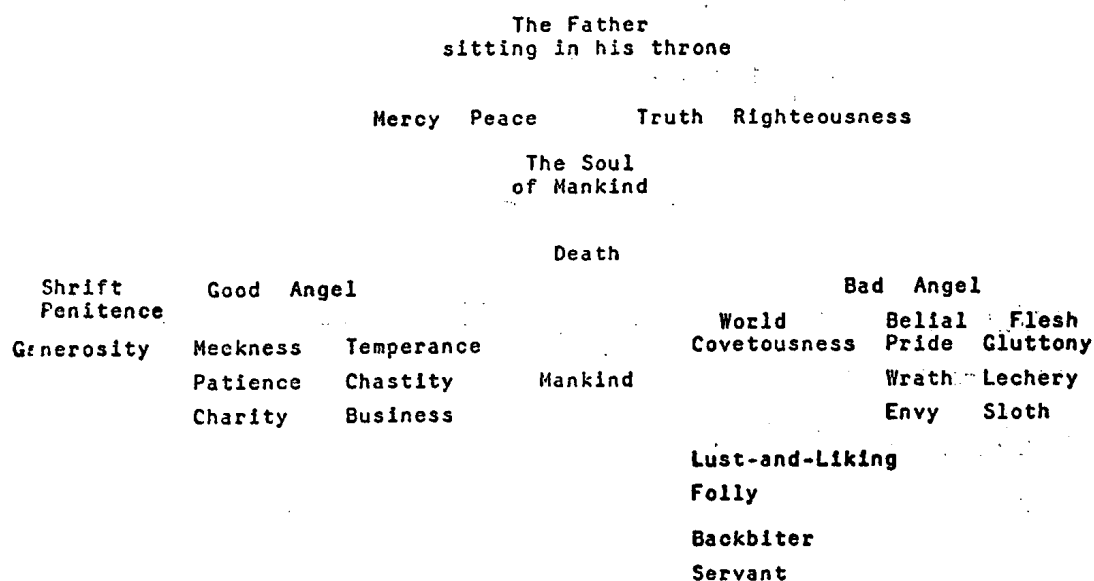 The Father
sitting in his throne
Mercy Peace Truth Righteousness
The Soul
of Mankind
Death
Shrift Good Angel Bad Angel
Penitence
World Belial Flesh
Generosity Meekness Temperance Covetousness Pride Gluttony
Patience Chastity Mankind Wrath Lechery
Charity Business Envy Sloth
Lust-and-Liking
Folly
Backbiter
Servant